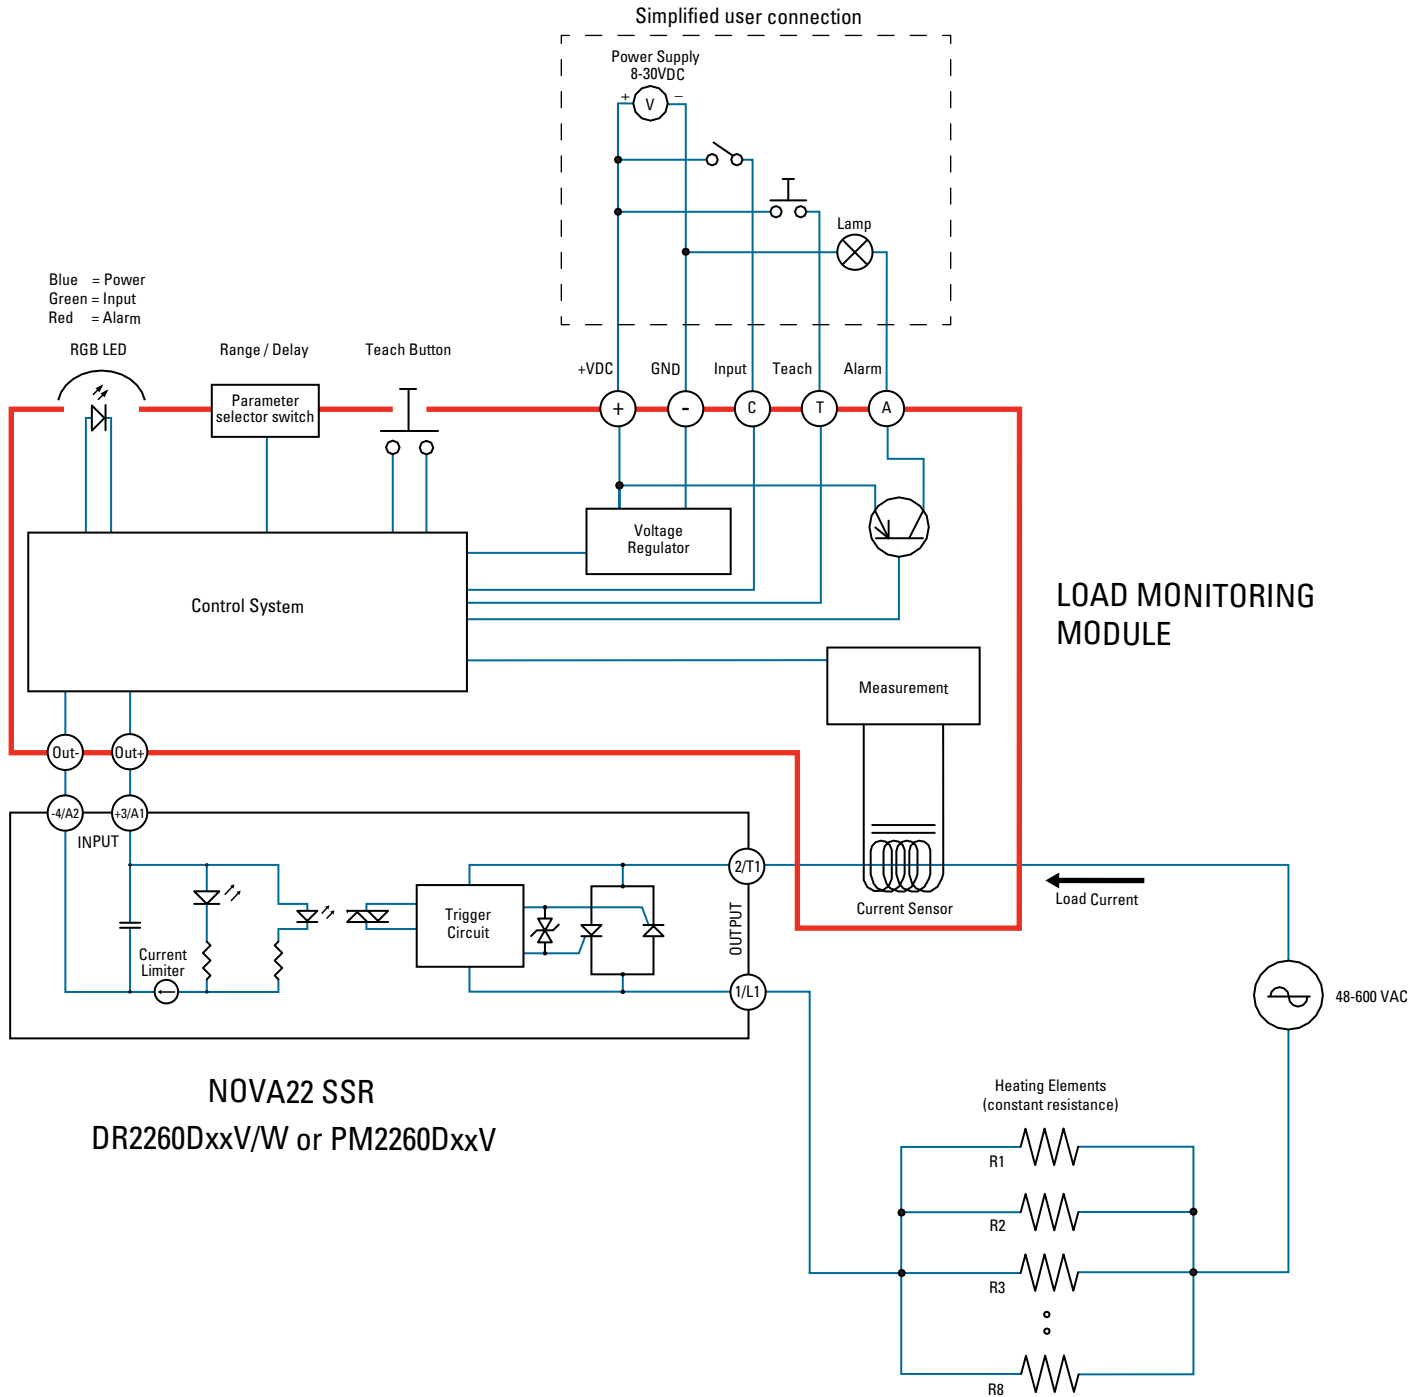 Simplified user connection
Power Supply
8-30VDC
+ −
V
Lamp
Blue = Power
Green = Input
Red = Alarm
RGB LED
Range / Delay
Teach Button
+VDC
GND
Input
Teach
Alarm
Parameter
selector switch
+
-
C
T
A
Voltage
Regulator
Control System
LOAD MONITORING
MODULE
Measurement
Out-
Out+
-4/A2
+3/A1
INPUT
2/T1
Trigger
Circuit
OUTPUT
Current Sensor
Load Current
Current
Limiter
1/L1
48-600 VAC
NOVA22 SSR
DR2260DxxV/W or PM2260DxxV
Heating Elements
(constant resistance)
R1
R2
R3
R8